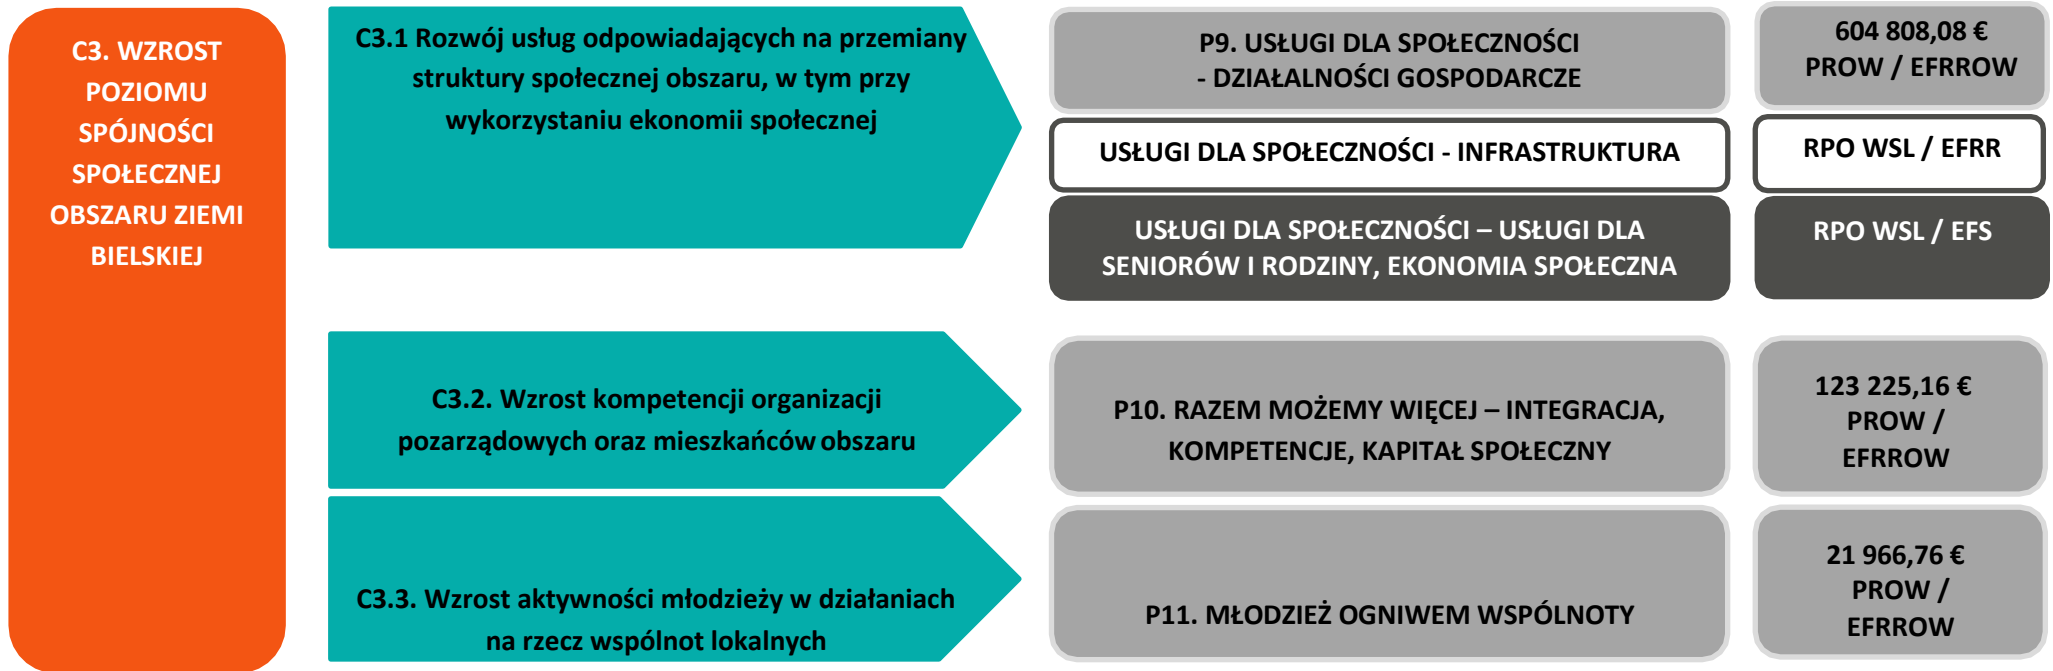 C3. WZROST
POZIOMU
SPÓJNOŚCI
SPOŁECZNEJ
OBSZARU ZIEMI
BIELSKIEJ
C3.1 Rozwój usług odpowiadających na przemiany
struktury społecznej obszaru, w tym przy
wykorzystaniu ekonomii społecznej
P9. USŁUGI DLA SPOŁECZNOŚCI
- DZIAŁALNOŚCI GOSPODARCZE
604 808,08 €
PROW / EFRROW
USŁUGI DLA SPOŁECZNOŚCI - INFRASTRUKTURA
RPO WSL / EFRR
USŁUGI DLA SPOŁECZNOŚCI – USŁUGI DLA
SENIORÓW I RODZINY, EKONOMIA SPOŁECZNA
RPO WSL / EFS
C3.2. Wzrost kompetencji organizacji
pozarządowych oraz mieszkańców obszaru
P10. RAZEM MOŻEMY WIĘCEJ – INTEGRACJA,
KOMPETENCJE, KAPITAŁ SPOŁECZNY
123 225,16 €
PROW /
EFRROW
C3.3. Wzrost aktywności młodzieży w działaniach
na rzecz wspólnot lokalnych
P11. MŁODZIEŻ OGNIWEM WSPÓLNOTY
21 966,76 €
PROW /
EFRROW